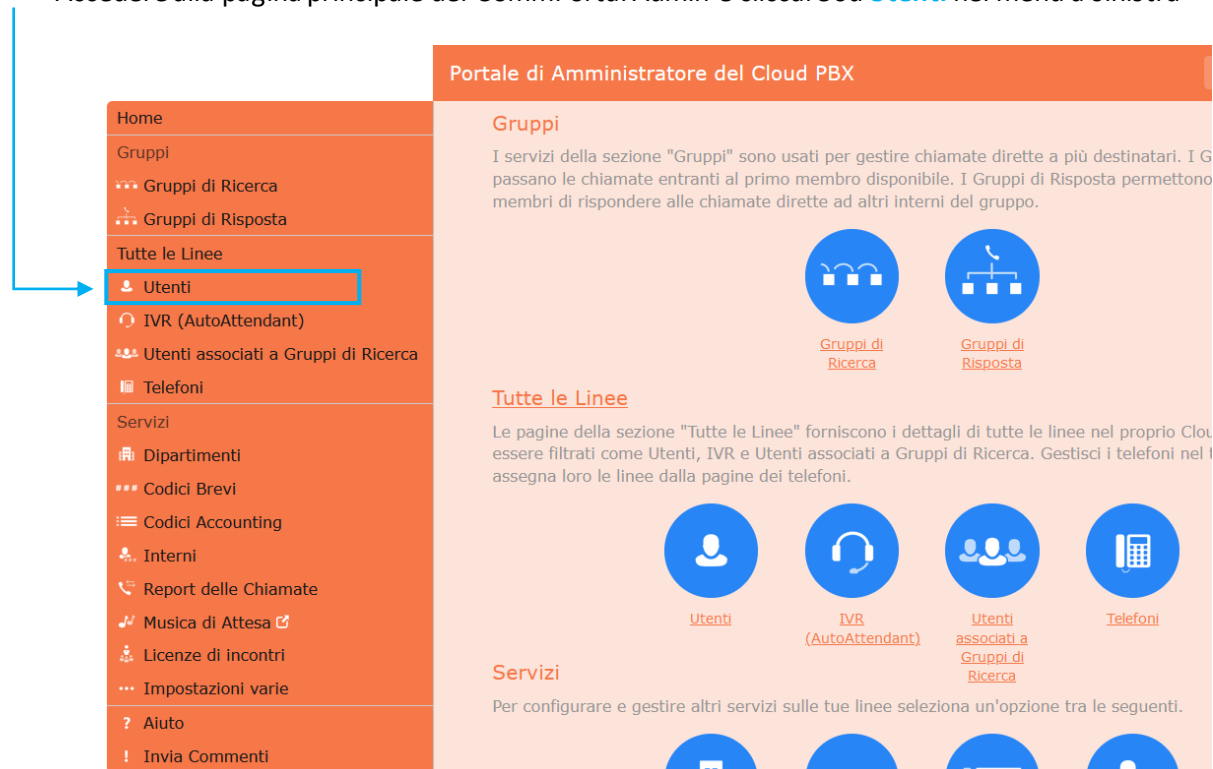 Portale di Amministratore del Cloud PBX
Home
Gruppi
Gruppi di Ricerca
Gruppi di Risposta
Tutte le Linee
Utenti
IVR (AutoAttendant)
Utenti associati a Gruppi di Ricerca
Telefoni
Servizi
Dipartimenti
Codici Brevi
Codici Accounting
Interni
Report delle Chiamate
Musica di Attesa
Licenze di incontri
Impostazioni varie
? Aiuto
! Invia Commenti
Gruppi
I servizi della sezione "Gruppi" sono usati per gestire chiamate dirette a più destinatari. I G
passano le chiamate entranti al primo membro disponibile. I Gruppi di Risposta permettono
membri di rispondere alle chiamate dirette ad altri interni del gruppo.
Gruppi di
Ricerca
Gruppi di
Risposta
Tutte le Linee
Le pagine della sezione "Tutte le Linee" forniscono i dettagli di tutte le linee nel proprio Clou
essere filtrati come Utenti, IVR e Utenti associati a Gruppi di Ricerca. Gestisci i telefoni nel t
assegna loro le linee dalla pagine dei telefoni.
Utenti
IVR
(AutoAttendant)
Utenti
associati a
Gruppi di
Ricerca
Telefoni
Servizi
Per configurare e gestire altri servizi sulle tue linee seleziona un'opzione tra le seguenti.